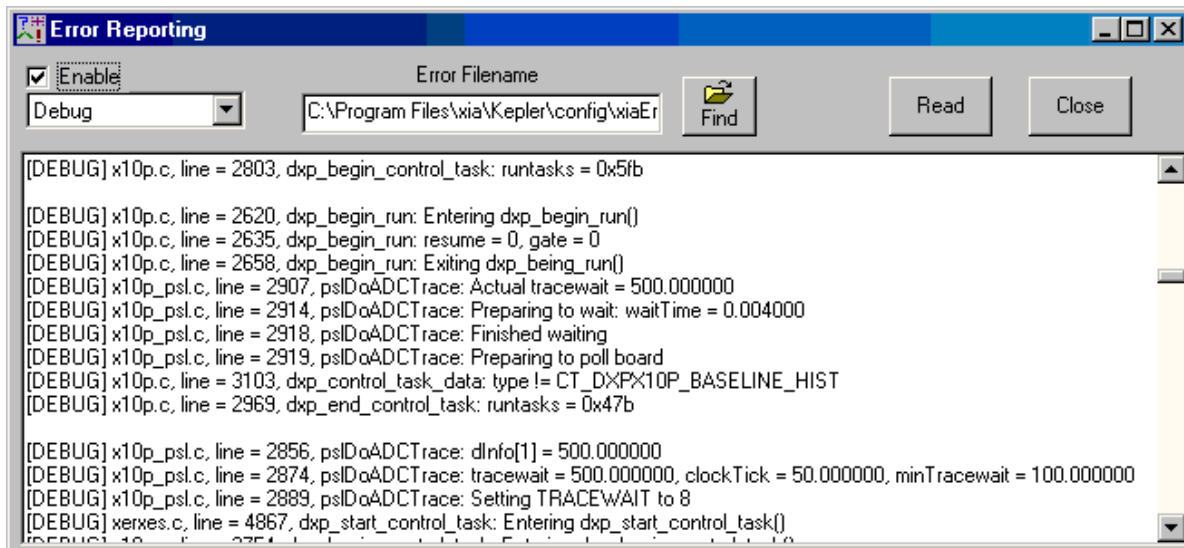 Error Reporting
Enable
Error Filename
Debug
C:\Program Files\xia\Kepler\config\xiaEr
Find
Read
Close
[DEBUG] x10p.c, line = 2803, dxp_begin_control_task: runtasks = 0x5fb
[DEBUG] x10p.c, line = 2620, dxp_begin_run: Entering dxp_begin_run()
[DEBUG] x10p.c, line = 2635, dxp_begin_run: resume = 0, gate = 0
[DEBUG] x10p.c, line = 2658, dxp_begin_run: Exiting dxp_being_run()
[DEBUG] x10p_psl.c, line = 2907, pslDoADCTrace: Actual tracewait = 500.000000
[DEBUG] x10p_psl.c, line = 2914, pslDoADCTrace: Preparing to wait: waitTime = 0.004000
[DEBUG] x10p_psl.c, line = 2918, pslDoADCTrace: Finished waiting
[DEBUG] x10p_psl.c, line = 2919, pslDoADCTrace: Preparing to poll board
[DEBUG] x10p.c, line = 3103, dxp_control_task_data: type != CT_DXPX10P_BASELINE_HIST
[DEBUG] x10p.c, line = 2969, dxp_end_control_task: runtasks = 0x47b
[DEBUG] x10p_psl.c, line = 2856, pslDoADCTrace: dInfo[1] = 500.000000
[DEBUG] x10p_psl.c, line = 2874, pslDoADCTrace: tracewait = 500.000000, clockTick = 50.000000, minTracewait = 100.000000
[DEBUG] x10p_psl.c, line = 2889, pslDoADCTrace: Setting TRACEWAIT to 8
[DEBUG] xerxes.c, line = 4867, dxp_start_control_task: Entering dxp_start_control_task()